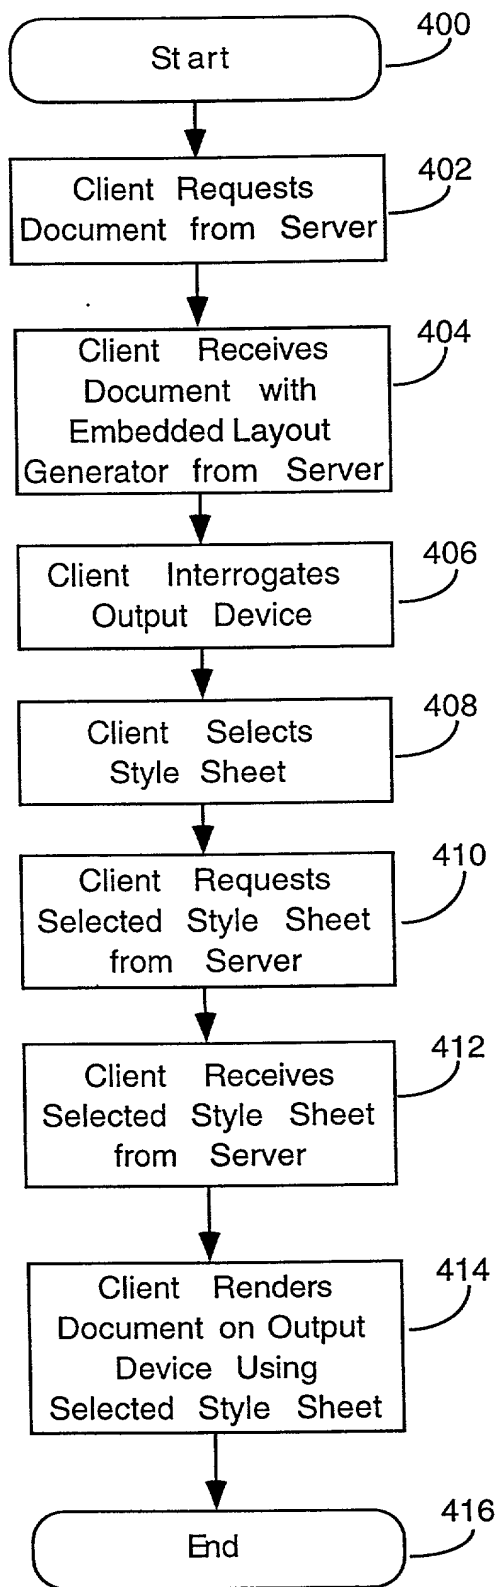 400
Start
402
Client Requests
Document from Server
404
Client Receives
Document with
Embedded Layout
Generator from Server
406
Client Interrogates
Output Device
408
Client Selects
Style Sheet
410
Client Requests
Selected Style Sheet
from Server
412
Client Receives
Selected Style Sheet
from Server
414
Client Renders
Document on Output
Device Using
Selected Style Sheet
416
End